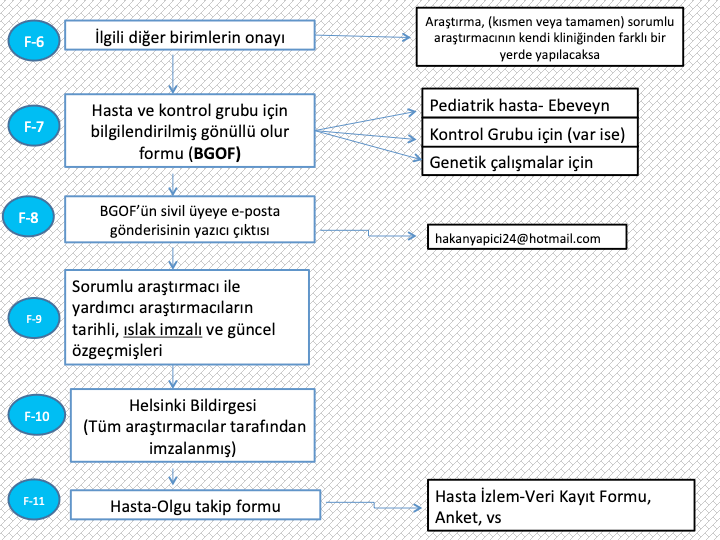 F-6
İlgili diğer birimlerin onayı
Araştırma, (kısmen veya tamamen) sorumlu
araştırmacının kendi kliniğinden farklı bir
yerde yapılacaksa
F-7
Hasta ve kontrol grubu için
bilgilendirilmiş gönüllü olur
formu (BGOF)
Pediatrik hasta- Ebeveyn
Kontrol Grubu için (var ise)
Genetik çalışmalar için
F-8
BGOF’ün sivil üyeye e-posta
gönderisinin yazıcı çıktısı
hakanyapici24@hotmail.com
F-9
Sorumlu araştırmacı ile
yardımcı araştırmacıların
tarihli, ıslak imzalı ve güncel
özgeçmişleri
F-10
Helsinki Bildirgesi
(Tüm araştırmacılar tarafından
imzalanmış)
F-11
Hasta-Olgu takip formu
Hasta İzlem-Veri Kayıt Formu,
Anket, vs